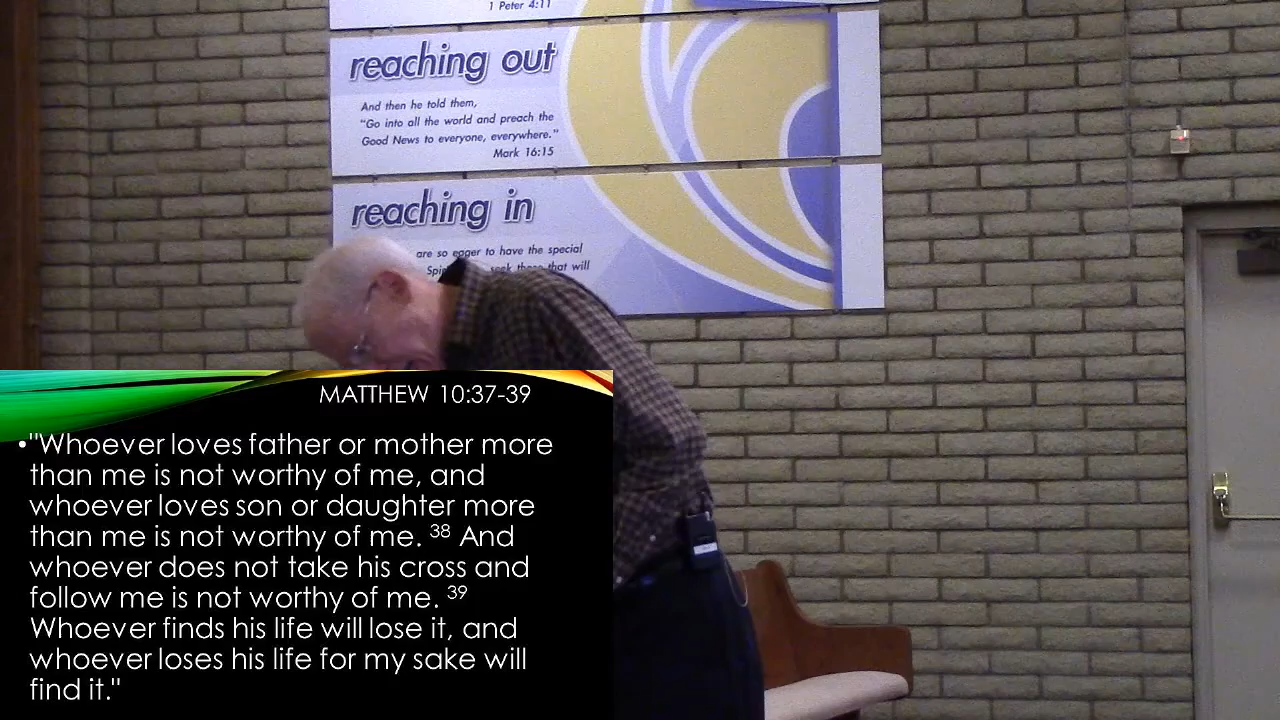 1 Peter 4:11
reaching out
And then he told them,
"Go into all the world and preach the
Good News to everyone, everywhere."
Mark 16:15
reaching in
are so eager to have the special
seek those that will
MATTHEW 10:37-39
•"Whoever loves father or mother more
than me is not worthy of me, and
whoever loves son or daughter more
than me is not worthy of me. 38 And
whoever does not take his cross and
follow me is not worthy of me. 39
Whoever finds his life will lose it, and
whoever loses his life for my sake will
find it."